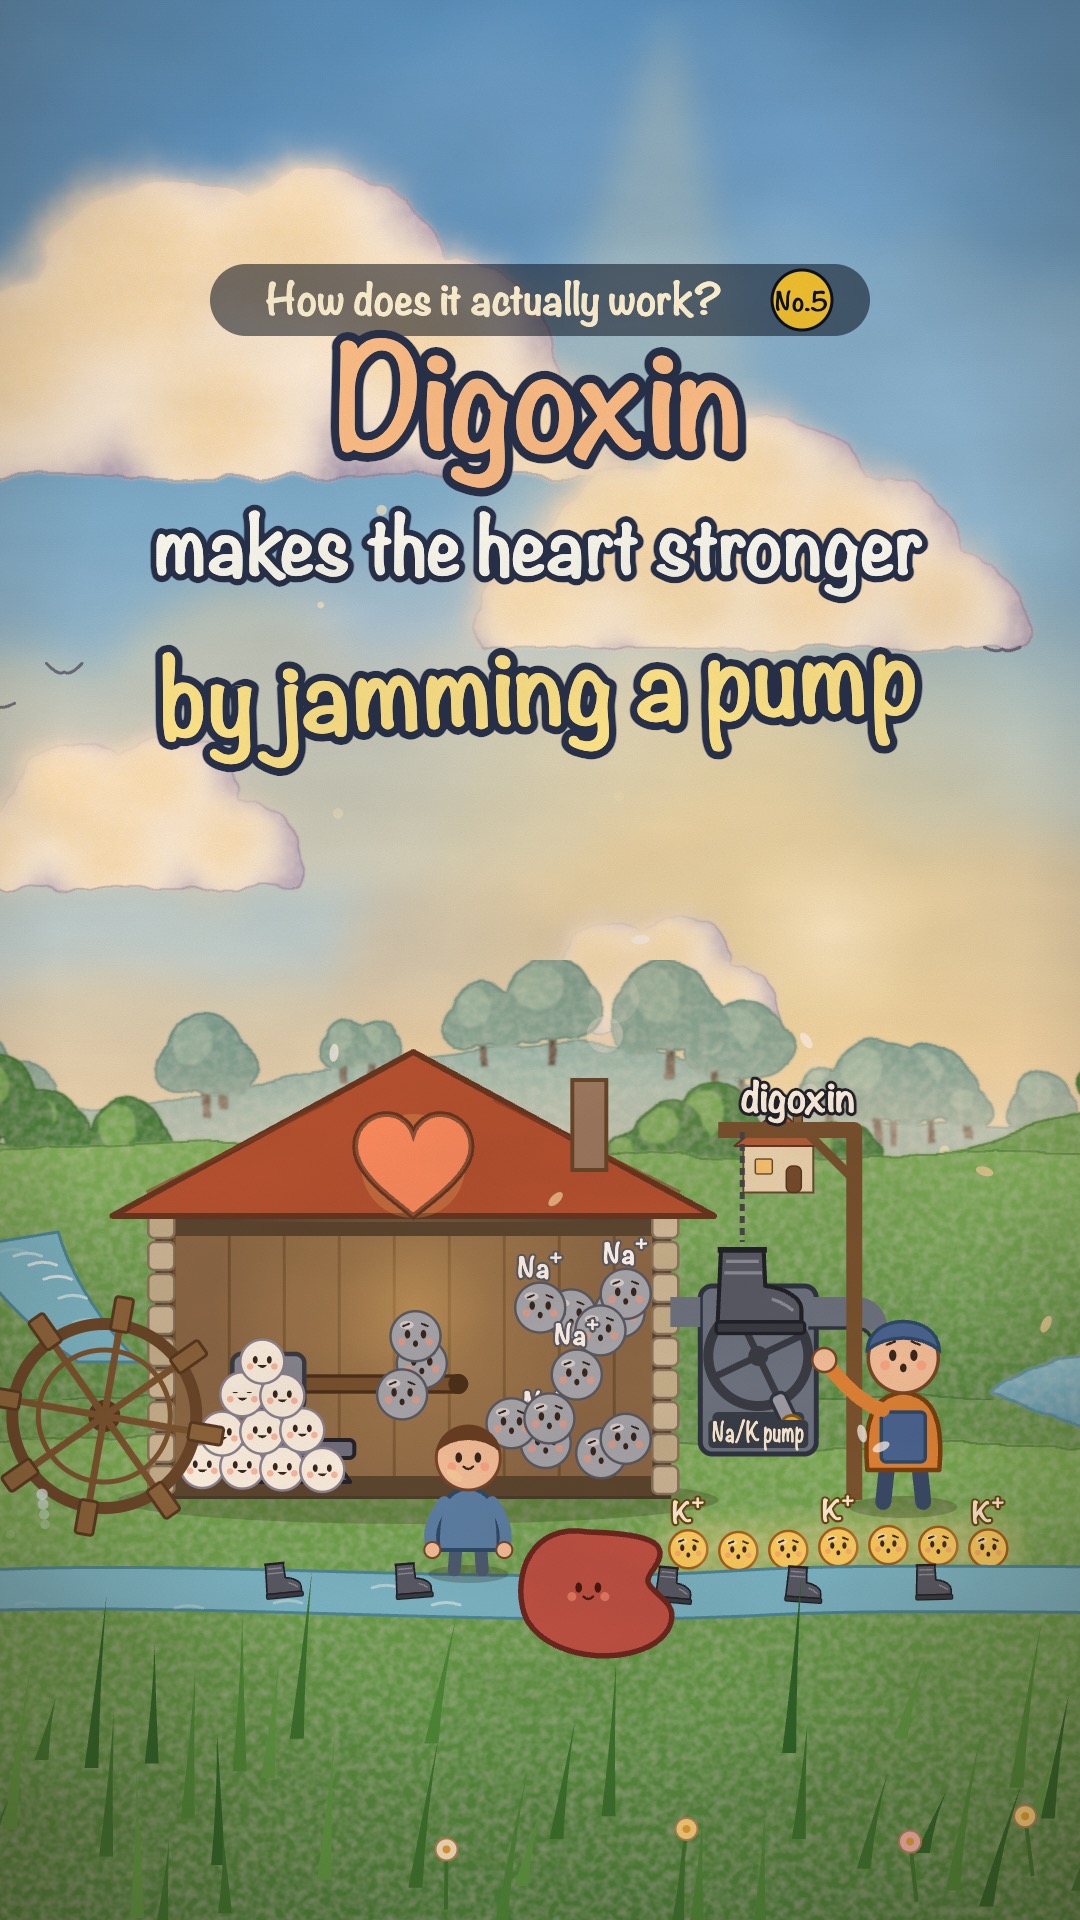 How does it actually work? No.5
Digoxin
makes the heart stronger
by jamming a pump
digoxin
Na⁺
Na⁺
Na⁺
Na/K pump
K⁺
K⁺
K⁺